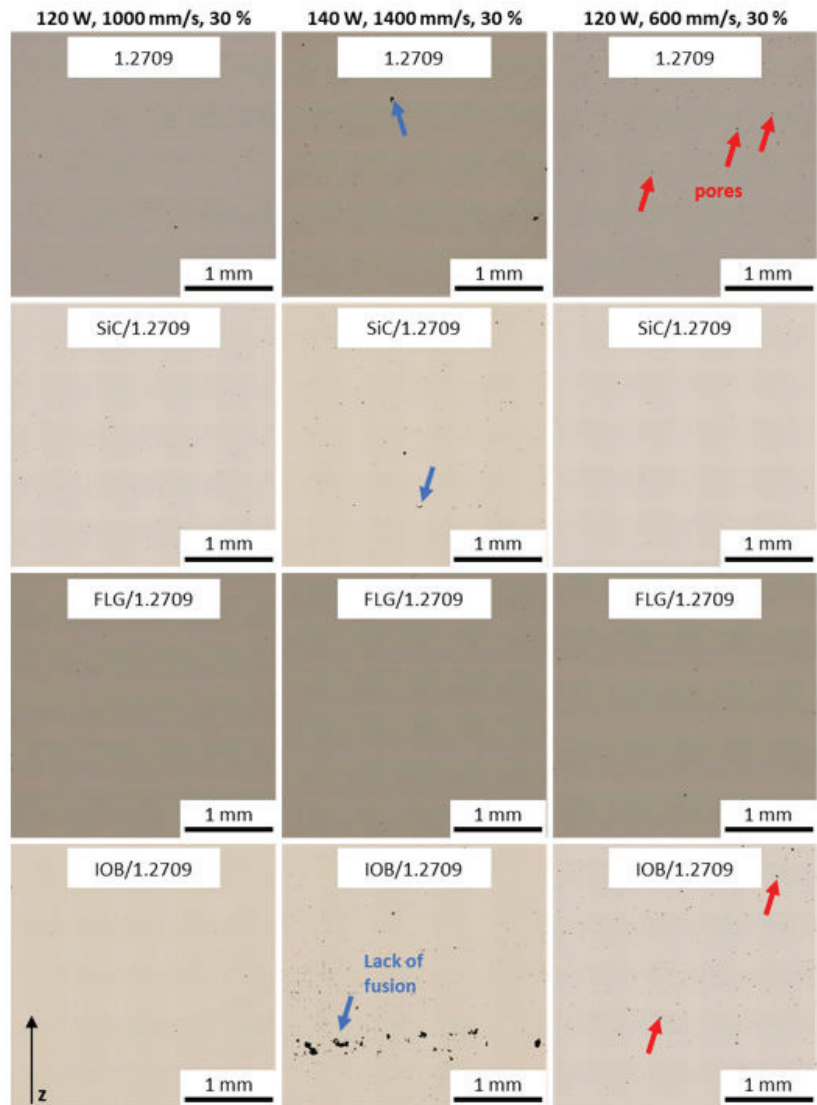 120 W, 1000 mm/s, 30 %
140 W, 1400 mm/s, 30 %
120 W, 600 mm/s, 30 %
1.2709
1.2709
1.2709
pores
1 mm
1 mm
1 mm
SiC/1.2709
SiC/1.2709
SiC/1.2709
1 mm
1 mm
1 mm
FLG/1.2709
FLG/1.2709
FLG/1.2709
1 mm
1 mm
1 mm
IOB/1.2709
IOB/1.2709
IOB/1.2709
Lack of
fusion
z
1 mm
1 mm
1 mm